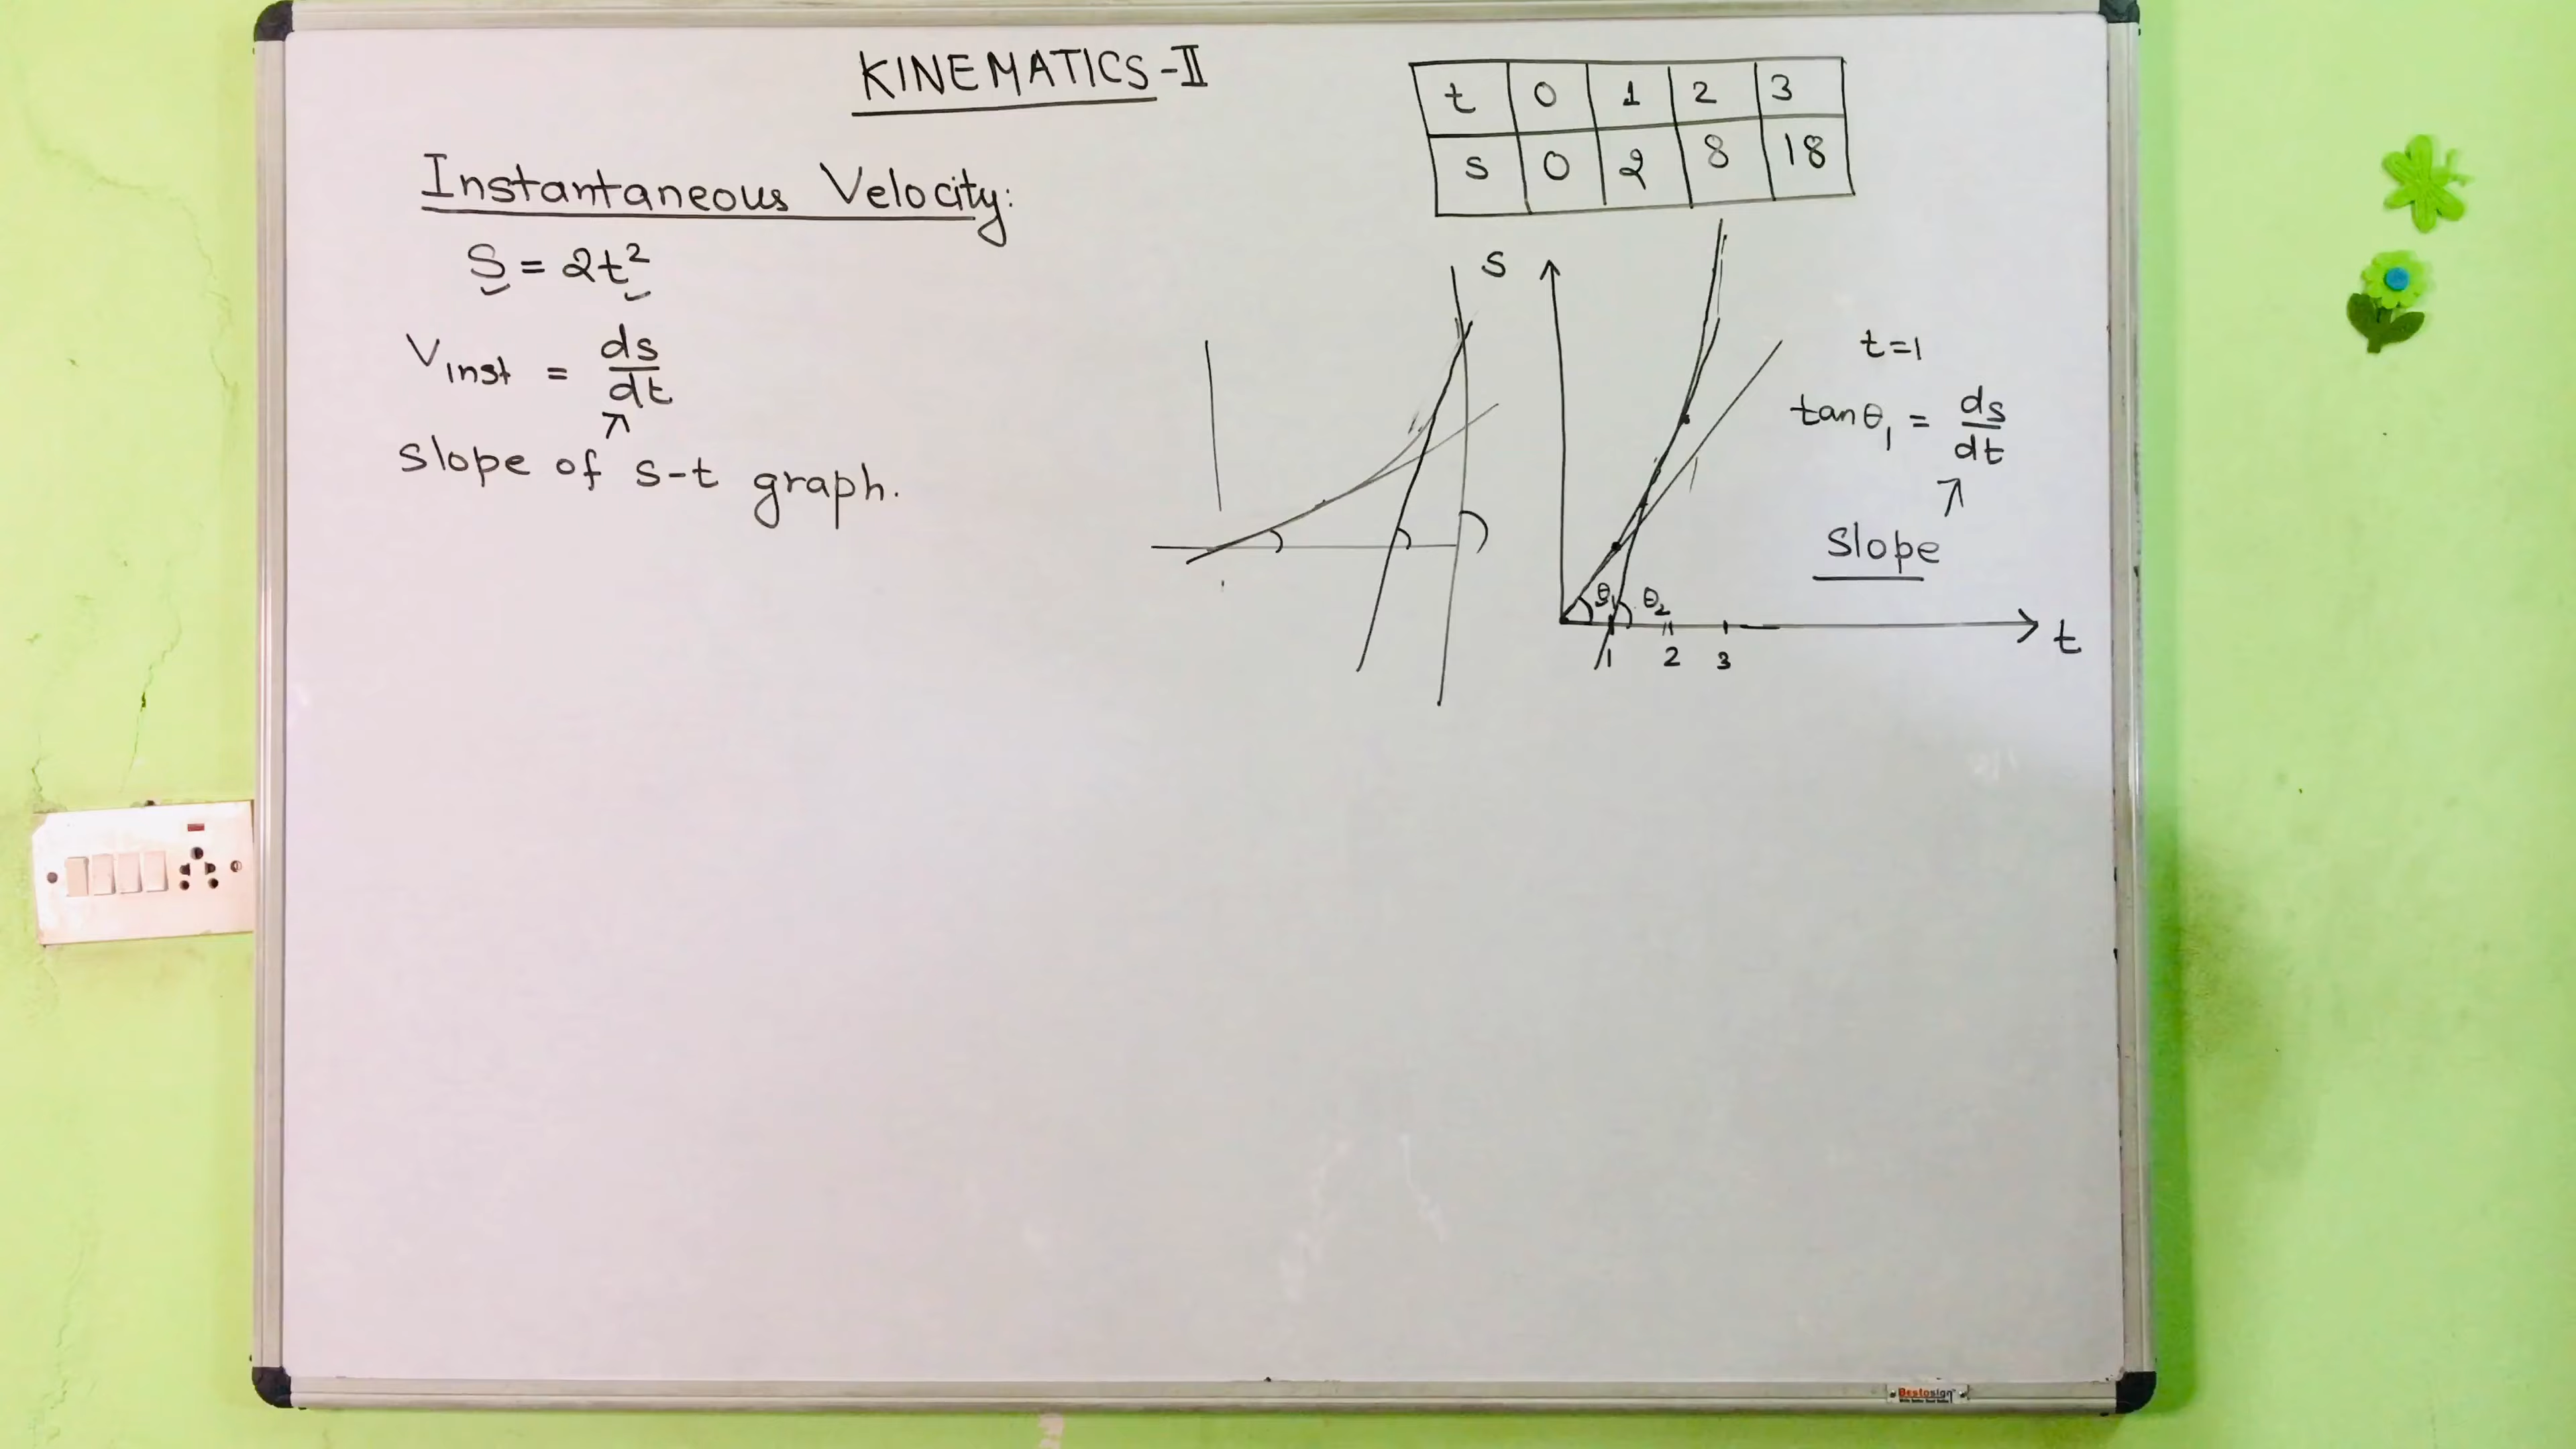 KINEMATICS-II
Instantaneous Velocity:
S = 2t²
Vinst = ds/dt
slope of s-t graph.
t 0 1 2 3
s 0 2 8 18
s
t=1
tanθ₁ = ds/dt
slope
θ₁ θ₂
1 2 3
t
Bestosign